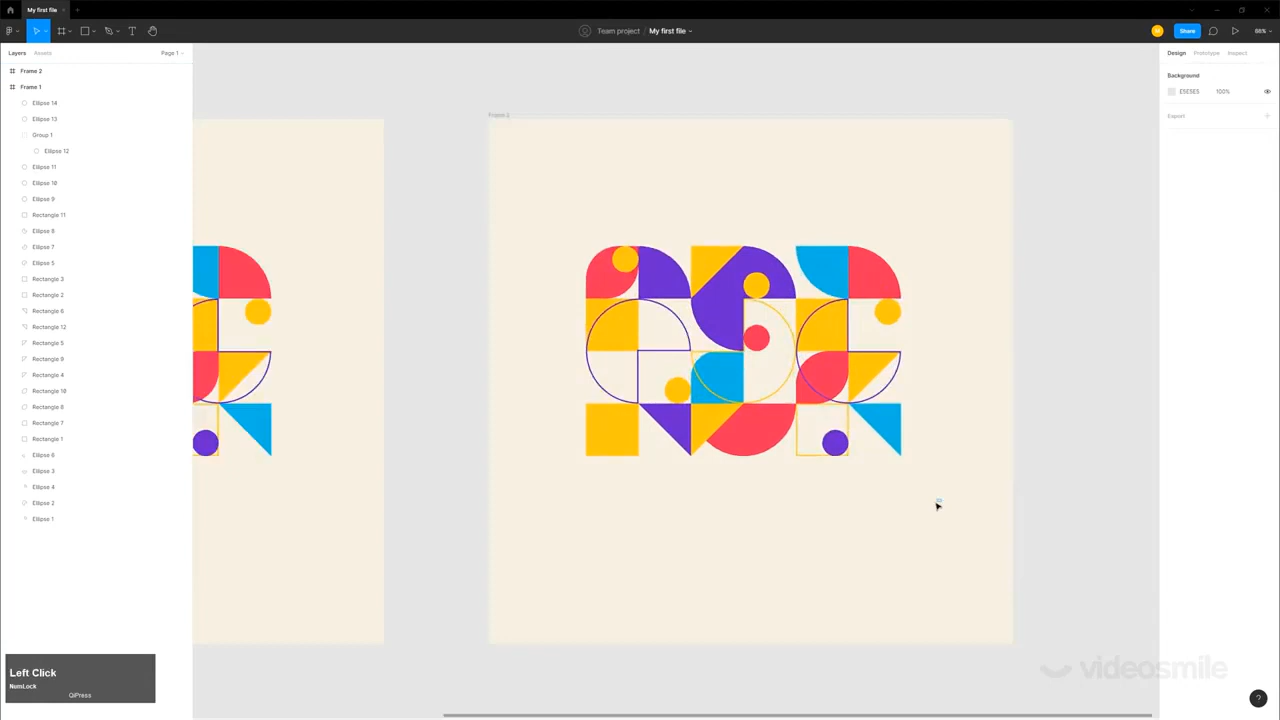 My first file
Team project / My first file
Share
66%
Layers
Assets
Page 1
Design
Prototype
Inspect
Frame 2
Background
Frame 1
E5E5E5
100%
Ellipse 14
Frame 2
Export
Ellipse 13
Group 1
Ellipse 12
Ellipse 11
Ellipse 10
Ellipse 9
Rectangle 11
Ellipse 8
Ellipse 7
Ellipse 5
Rectangle 3
Rectangle 2
Rectangle 6
Rectangle 12
Rectangle 5
Rectangle 9
Rectangle 4
Rectangle 10
Rectangle 8
Rectangle 7
Rectangle 1
Ellipse 6
Ellipse 3
Ellipse 4
Ellipse 2
Ellipse 1
Left Click
NumLock
QiPress
videosmile
?